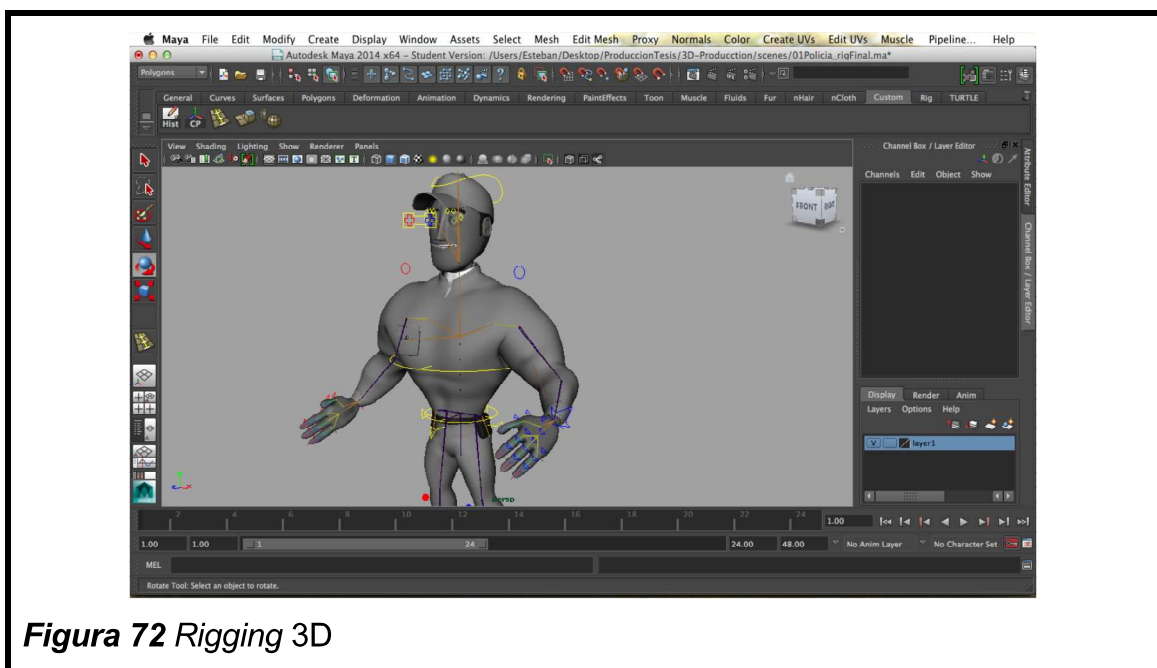 Maya File Edit Modify Create Display Window Assets Select Mesh Edit Mesh Proxy Normals Color Create UVs Edit UVs Muscle Pipeline... Help
Autodesk Maya 2014 x64 - Student Version: /Users/Esteban/Desktop/ProduccionTesis/3D-Producction/scenes/01Policia_rigFinal.ma*
Polygons
General Curves Surfaces Polygons Deformation Animation Dynamics Rendering PaintEffects Toon Muscle Fluids Fur nHair nCloth Custom Rig TURTLE
Hist CP
View Shading Lighting Show Renderer Panels
Channel Box / Layer Editor
Channels Edit Object Show
Attribute Editor
Channel Box / Layer Editor
FRONT
persp
Display Render Anim
Layers Options Help
V layer1
2 4 6 8 10 12 14 16 18 20 22 24 1.00
1.00 1.00 1 24 24.00 48.00 No Anim Layer No Character Set
MEL
Rotate Tool: Select an object to rotate.
Figura 72 Rigging 3D